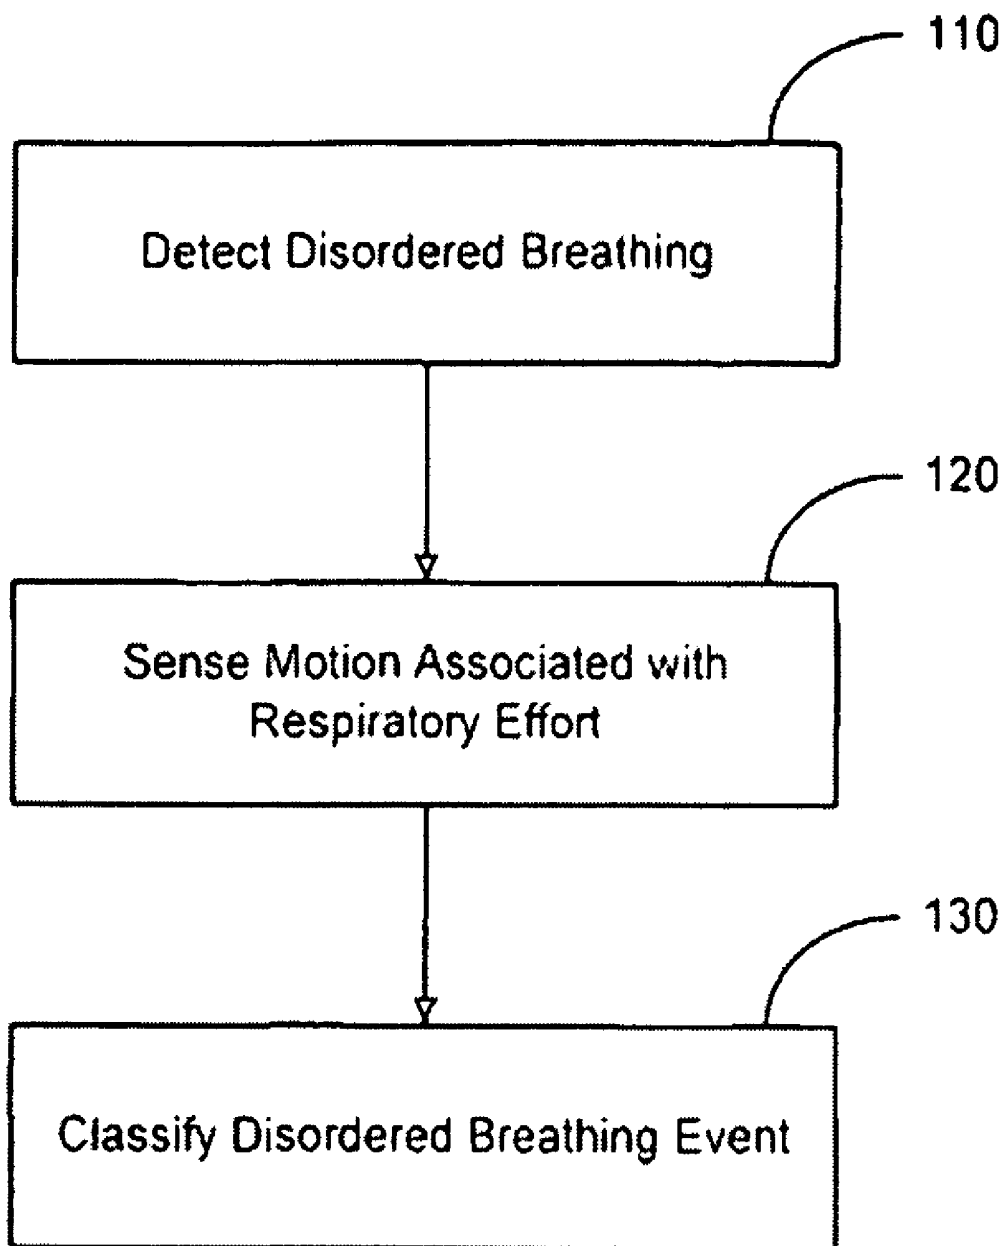 110
Detect Disordered Breathing
120
Sense Motion Associated with
Respiratory Effort
130
Classify Disordered Breathing Event